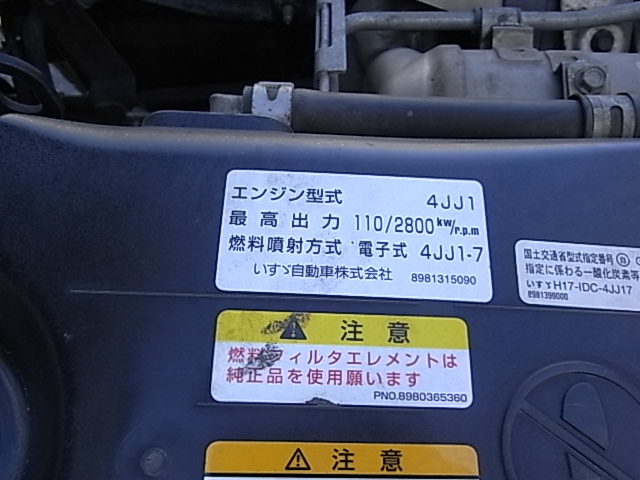 エンジン型式 4JJ1
最高出力 110/2800 kw/r.p.m
燃料噴射方式 電子式 4JJ1-7
いすゞ自動車株式会社 8981315090
国土交通省型式指定番号
指定に係わる一酸化炭素等
いすゞH17-IDC-4JJ17
8981399000
注意
燃料フィルタエレメントは
純正品を使用願います
PNO.8980365360
注意